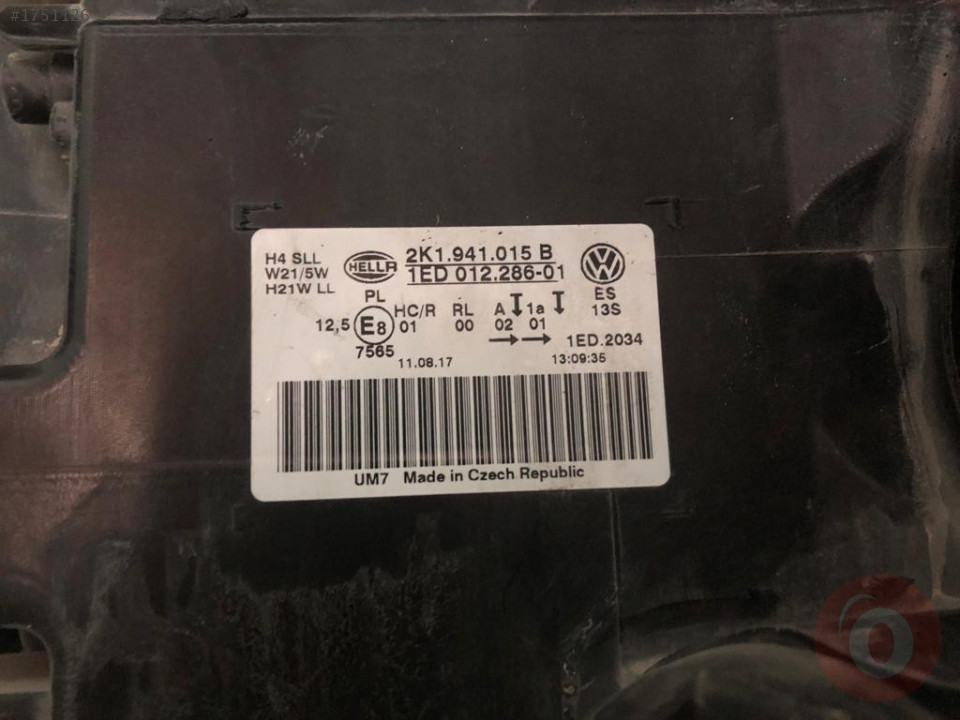 #1751126
H4 SLL
W21/5W
H21W LL
HELLA
2K1.941.015 B
1ED 012.286-01
VW
PL
ES
13S
12,5 E8
HC/R RL A 1a
01 00 02 01
7565
1ED.2034
11.08.17 13:09:35
UM7 Made in Czech Republic